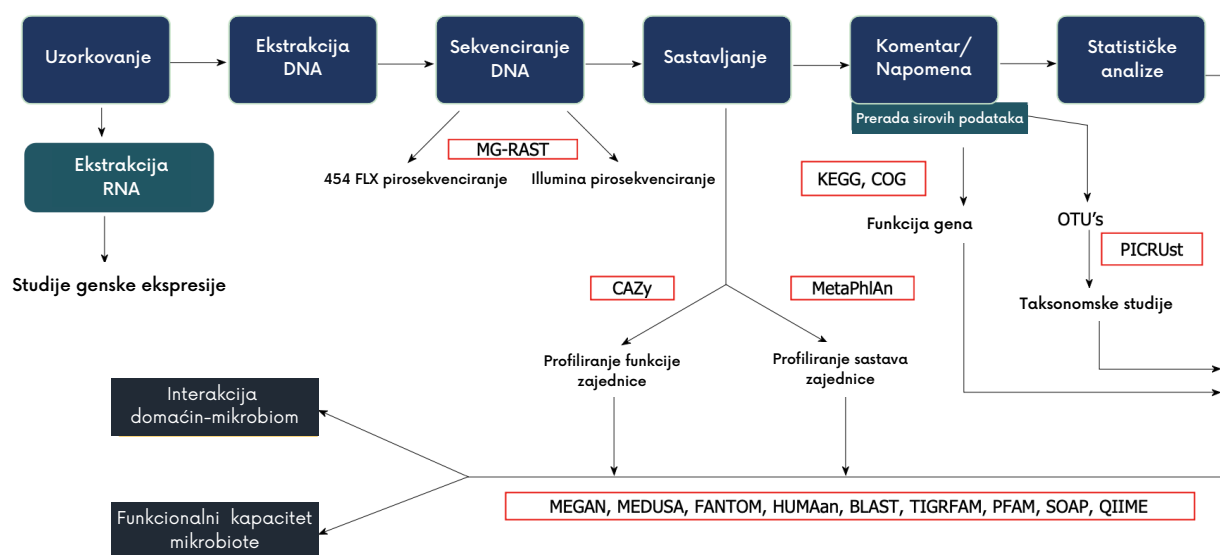 Uzorkovanje
Ekstrakcija
DNA
Sekvenciranje
DNA
Sastavljanje
Komentar/
Napomena
Statističke
analize
Prerada sirovih podataka
Ekstrakcija
RNA
MG-RAST
454 FLX pirosekvenciranje
Illumina pirosekvenciranje
KEGG, COG
Funkcija gena
OTU's
PICRUst
Studije genske ekspresije
CAZy
MetaPhlAn
Taksonomske studije
Profiliranje funkcije
zajednice
Profiliranje sastava
zajednice
Interakcija
domaćin-mikrobiom
MEGAN, MEDUSA, FANTOM, HUMAan, BLAST, TIGRFAM, PFAM, SOAP, QIIME
Funkcionalni kapacitet
mikrobiote